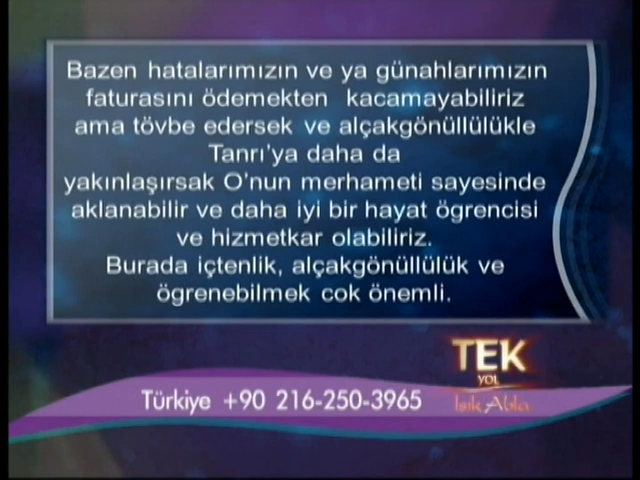 Bazen hatalarımızın ve ya günahlarımızın
faturasını ödemekten kacamayabiliriz
ama tövbe edersek ve alçakgönüllülükle
Tanrı'ya daha da
yakınlaşırsak O'nun merhameti sayesinde
aklanabilir ve daha iyi bir hayat ögrencisi
ve hizmetkar olabiliriz.
Burada içtenlik, alçakgönüllülük ve
ögrenebilmek cok önemli.
TEK
YOL
Işık Abla
Türkiye +90 216-250-3965